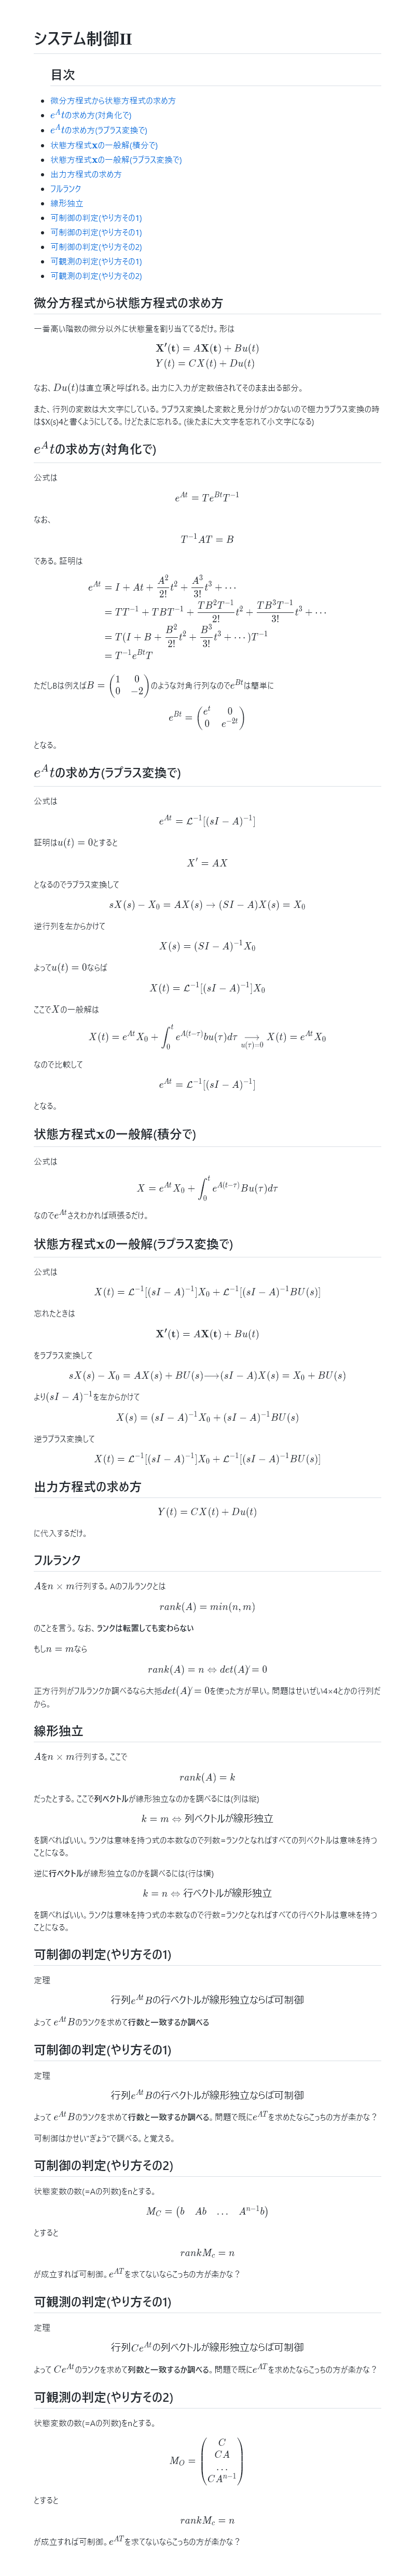 システム制御II
目次
微分方程式から状態方程式の求め方
e^A tの求め方(対角化で)
e^A tの求め方(ラプラス変換で)
状態方程式xの一般解(積分で)
状態方程式xの一般解(ラプラス変換で)
出力方程式の求め方
フルランク
線形独立
可制御の判定(やり方その1)
可制御の判定(やり方その1)
可制御の判定(やり方その2)
可観測の判定(やり方その1)
可観測の判定(やり方その2)
微分方程式から状態方程式の求め方
一番高い階数の微分以外に状態量を割り当ててるだけ。形は
X′(t) = AX(t) + Bu(t)
Y(t) = CX(t) + Du(t)
なお、Du(t)は直立項と呼ばれる。出力に入力が定数倍されてそのまま出る部分。
また、行列の変数は大文字にしている。ラプラス変換した変数と見分けがつかないので極力ラプラス変換の時
は$X(s)4と書くようにしてる。けどたまに忘れる。(後たまに大文字を忘れて小文字になる)
e^A tの求め方(対角化で)
公式は
e^{At} = Te^{Bt}T^{-1}
なお、
T^{-1}AT = B
である。証明は
e^{At} = I + At + A^2/2! t^2 + A^3/3! t^3 + ⋯
= TT^{-1} + TBT^{-1} + TB^2T^{-1}/2! t^2 + TB^3T^{-1}/3! t^3 + ⋯
= T(I + B + B^2/2! t^2 + B^3/3! t^3 + ⋯)T^{-1}
= T^{-1}e^{Bt}T
ただしBは例えばB = (1 0 0 −2)のような対角行列なのでe^{Bt}は簡単に
e^{Bt} = (e^t 0 0 e^{-2t})
となる。
e^A tの求め方(ラプラス変換で)
公式は
e^{At} = ℒ^{-1}[(sI − A)^{-1}]
証明はu(t) = 0とすると
X′ = AX
となるのでラプラス変換して
sX(s) − X_0 = AX(s) → (SI − A)X(s) = X_0
逆行列を左からかけて
X(s) = (SI − A)^{-1}X_0
よってu(t) = 0ならば
X(t) = ℒ^{-1}[(sI − A)^{-1}]X_0
ここでXの一般解は
X(t) = e^{At}X_0 + ∫_0^t e^{A(t−τ)}bu(τ)dτ ⟶_{u(τ)=0} X(t) = e^{At}X_0
なので比較して
e^{At} = ℒ^{-1}[(sI − A)^{-1}]
となる。
状態方程式xの一般解(積分で)
公式は
X = e^{At}X_0 + ∫_0^t e^{A(t−τ)}Bu(τ)dτ
なのでe^{At}さえわかれば頑張るだけ。
状態方程式xの一般解(ラプラス変換で)
公式は
X(t) = ℒ^{-1}[(sI − A)^{-1}]X_0 + ℒ^{-1}[(sI − A)^{-1}BU(s)]
忘れたときは
X′(t) = AX(t) + Bu(t)
をラプラス変換して
sX(s) − X_0 = AX(s) + BU(s)⟶(sI − A)X(s) = X_0 + BU(s)
より(sI − A)^{-1}を左からかけて
X(s) = (sI − A)^{-1}X_0 + (sI − A)^{-1}BU(s)
逆ラプラス変換して
X(t) = ℒ^{-1}[(sI − A)^{-1}]X_0 + ℒ^{-1}[(sI − A)^{-1}BU(s)]
出力方程式の求め方
Y(t) = CX(t) + Du(t)
に代入するだけ。
フルランク
Aをn × m行列する。Aのフルランクとは
rank(A) = min(n, m)
のことを言う。なお、ランクは転置しても変わらない
もしn = mなら
rank(A) = n ⇔ det(A) ≠ 0
正方行列がフルランクか調べるなら大抵det(A) ≠ 0を使った方が早い。問題はせいぜい4×4とかの行列だ
から。
線形独立
Aをn × m行列する。ここで
rank(A) = k
だったとする。ここで列ベクトルが線形独立なのかを調べるには(列は縦)
k = m ⇔ 列ベクトルが線形独立
を調べればいい。ランクは意味を持つ式の本数なので列数=ランクとなればすべての列ベクトルは意味を持つ
ことになる。
逆に行ベクトルが線形独立なのかを調べるには(行は横)
k = n ⇔ 行ベクトルが線形独立
を調べればいい。ランクは意味を持つ式の本数なので行数=ランクとなればすべての行ベクトルは意味を持つ
ことになる。
可制御の判定(やり方その1)
定理
行列e^{At}Bの行ベクトルが線形独立ならば可制御
よって e^{At}Bのランクを求めて行数と一致するか調べる
可制御の判定(やり方その1)
定理
行列e^{At}Bの行ベクトルが線形独立ならば可制御
よって e^{At}Bのランクを求めて行数と一致するか調べる。問題で既にe^{AT}を求めたならこっちの方が楽かな？
可制御はかせい"ぎょう"で調べる。と覚える。
可制御の判定(やり方その2)
状態変数の数(=Aの列数)をnとする。
M_C = (b Ab … A^{n−1}b)
とすると
rankM_c = n
が成立すれば可制御。e^{AT}を求てないならこっちの方が楽かな？
可観測の判定(やり方その1)
定理
行列Ce^{At}の列ベクトルが線形独立ならば可制御
よって Ce^{At}のランクを求めて列数と一致するか調べる。問題で既にe^{AT}を求めたならこっちの方が楽かな？
可観測の判定(やり方その2)
状態変数の数(=Aの列数)をnとする。
M_O = (C CA … CA^{n−1})
とすると
rankM_c = n
が成立すれば可制御。e^{AT}を求てないならこっちの方が楽かな？